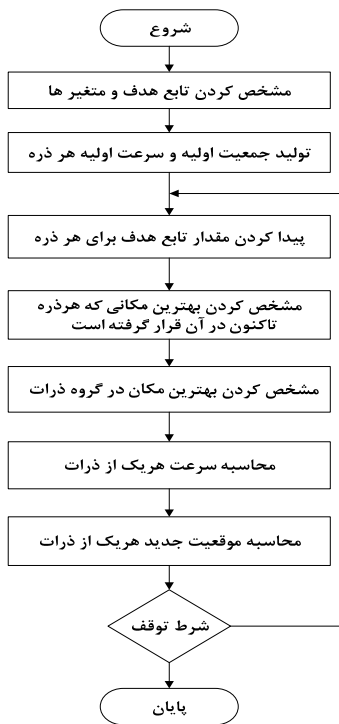 شروع
مشخص کردن تابع هدف و متغیر ها
تولید جمعیت اولیه و سرعت اولیه هر ذره
پیدا کردن مقدار تابع هدف برای هر ذره
مشخص کردن بهترین مکانی که هرذره
تاکنون در آن قرار گرفته است
مشخص کردن بهترین مکان در گروه ذرات
محاسبه سرعت هریک از ذرات
محاسبه موقعیت جدید هریک از ذرات
شرط توقف
پایان